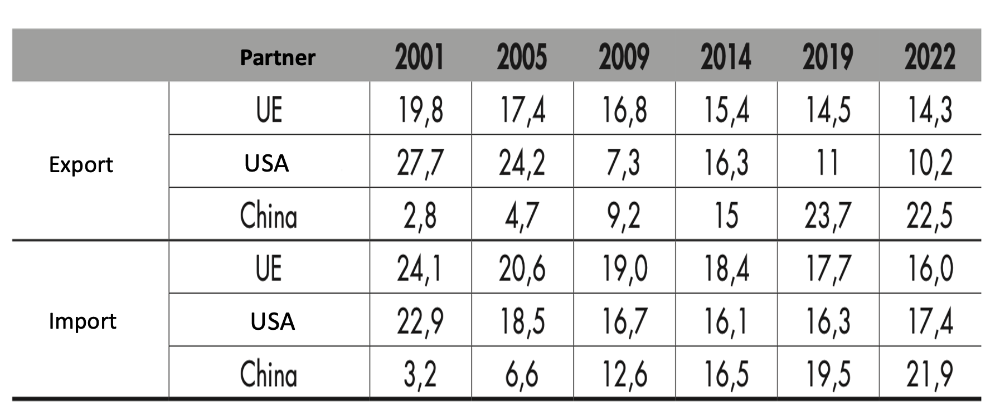 Partner 2001 2005 2009 2014 2019 2022
UE 19,8 17,4 16,8 15,4 14,5 14,3
Export USA 27,7 24,2 7,3 16,3 11 10,2
China 2,8 4,7 9,2 15 23,7 22,5
UE 24,1 20,6 19,0 18,4 17,7 16,0
Import USA 22,9 18,5 16,7 16,1 16,3 17,4
China 3,2 6,6 12,6 16,5 19,5 21,9